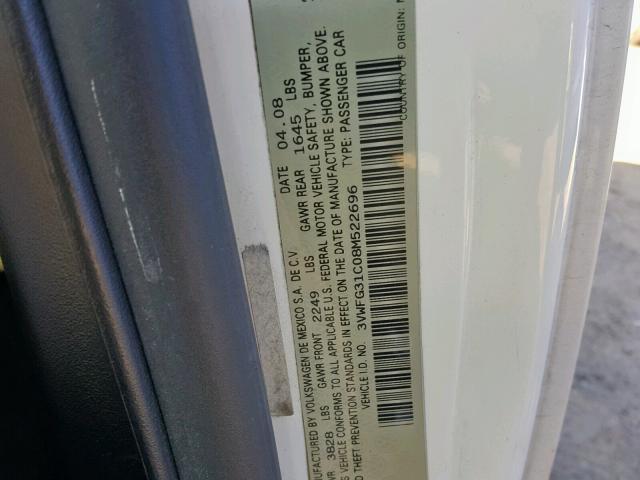 MANUFACTURED BY VOLKSWAGEN DE MEXICO S.A. DE C.V. DATE 04.08
GVWR 3828 LBS GAWR FRONT 2249 LBS GAWR REAR 1645 LBS
THIS VEHICLE CONFORMS TO ALL APPLICABLE U.S. FEDERAL MOTOR VEHICLE SAFETY, BUMPER,
AND THEFT PREVENTION STANDARDS IN EFFECT ON THE DATE OF MANUFACTURE SHOWN ABOVE.
VEHICLE I.D. NO. 3VWFG31C08M522696 TYPE: PASSENGER CAR
COUNTRY OF ORIGIN: